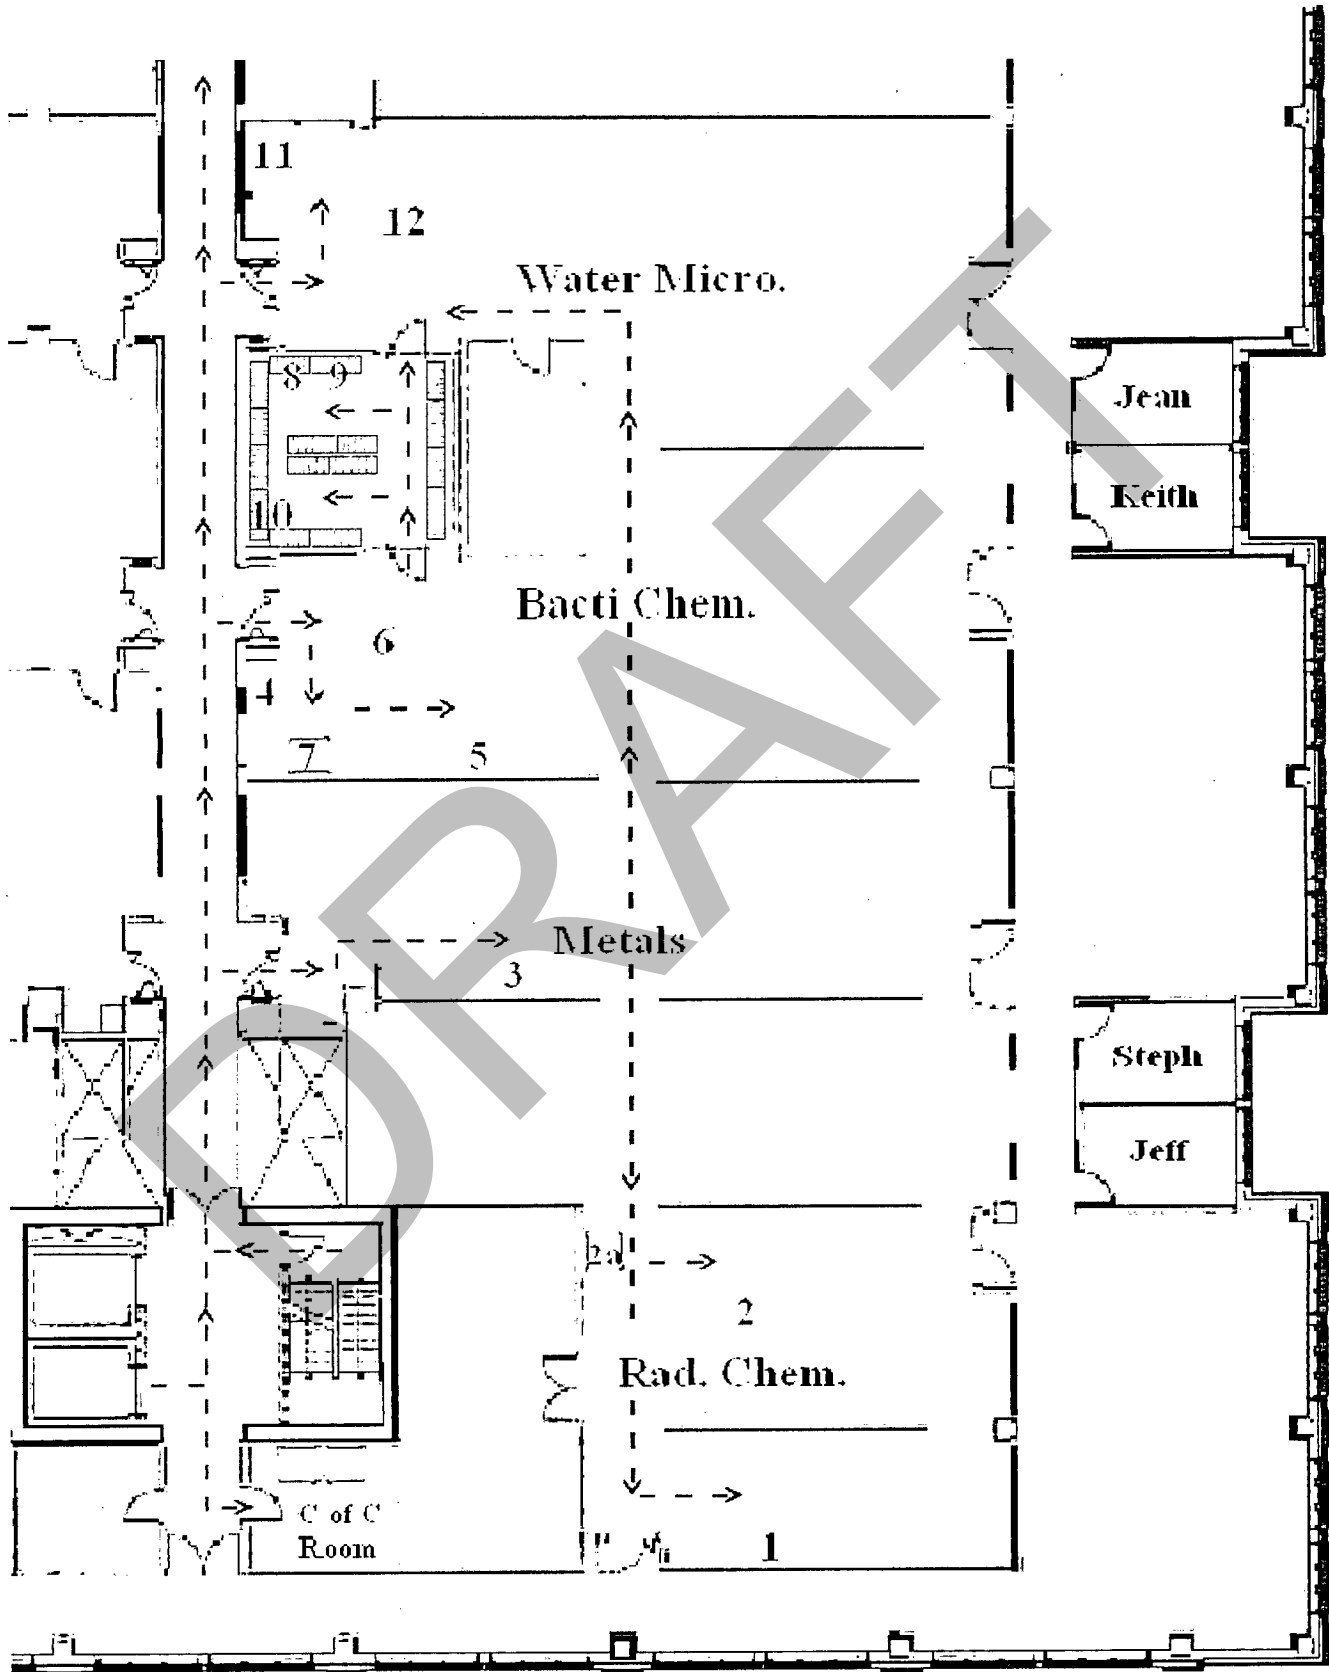 11
12
Water Micro.
8 9
Jean
10
Keith
Bacti Chem.
6
4
7
5
Metals
3
Steph
Jeff
2a
2
Rad. Chem.
C of C
Room
1
DRAFT